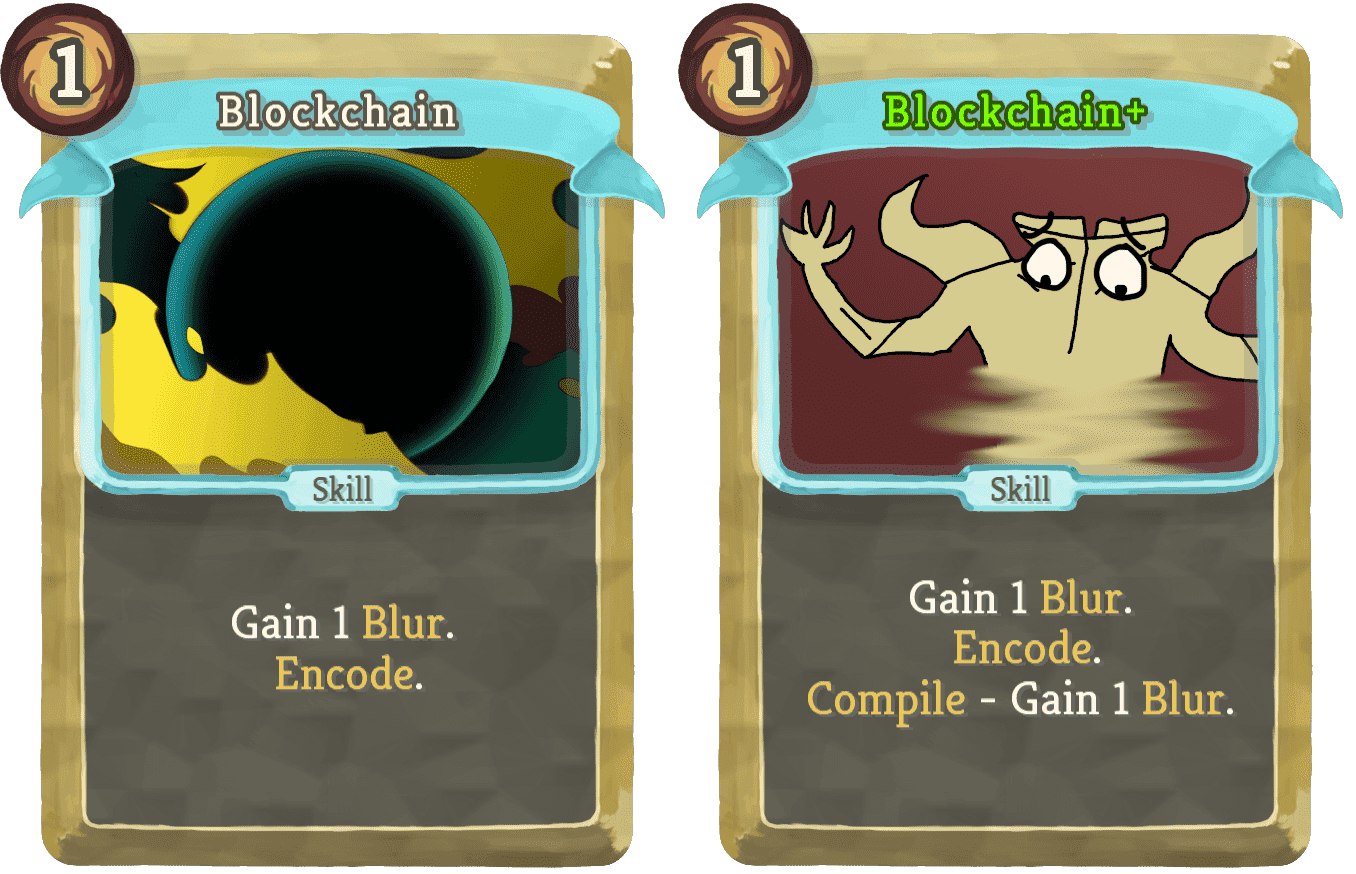 1
Blockchain
Skill
Gain 1 Blur.
Encode.
1
Blockchain+
Skill
Gain 1 Blur.
Encode.
Compile - Gain 1 Blur.